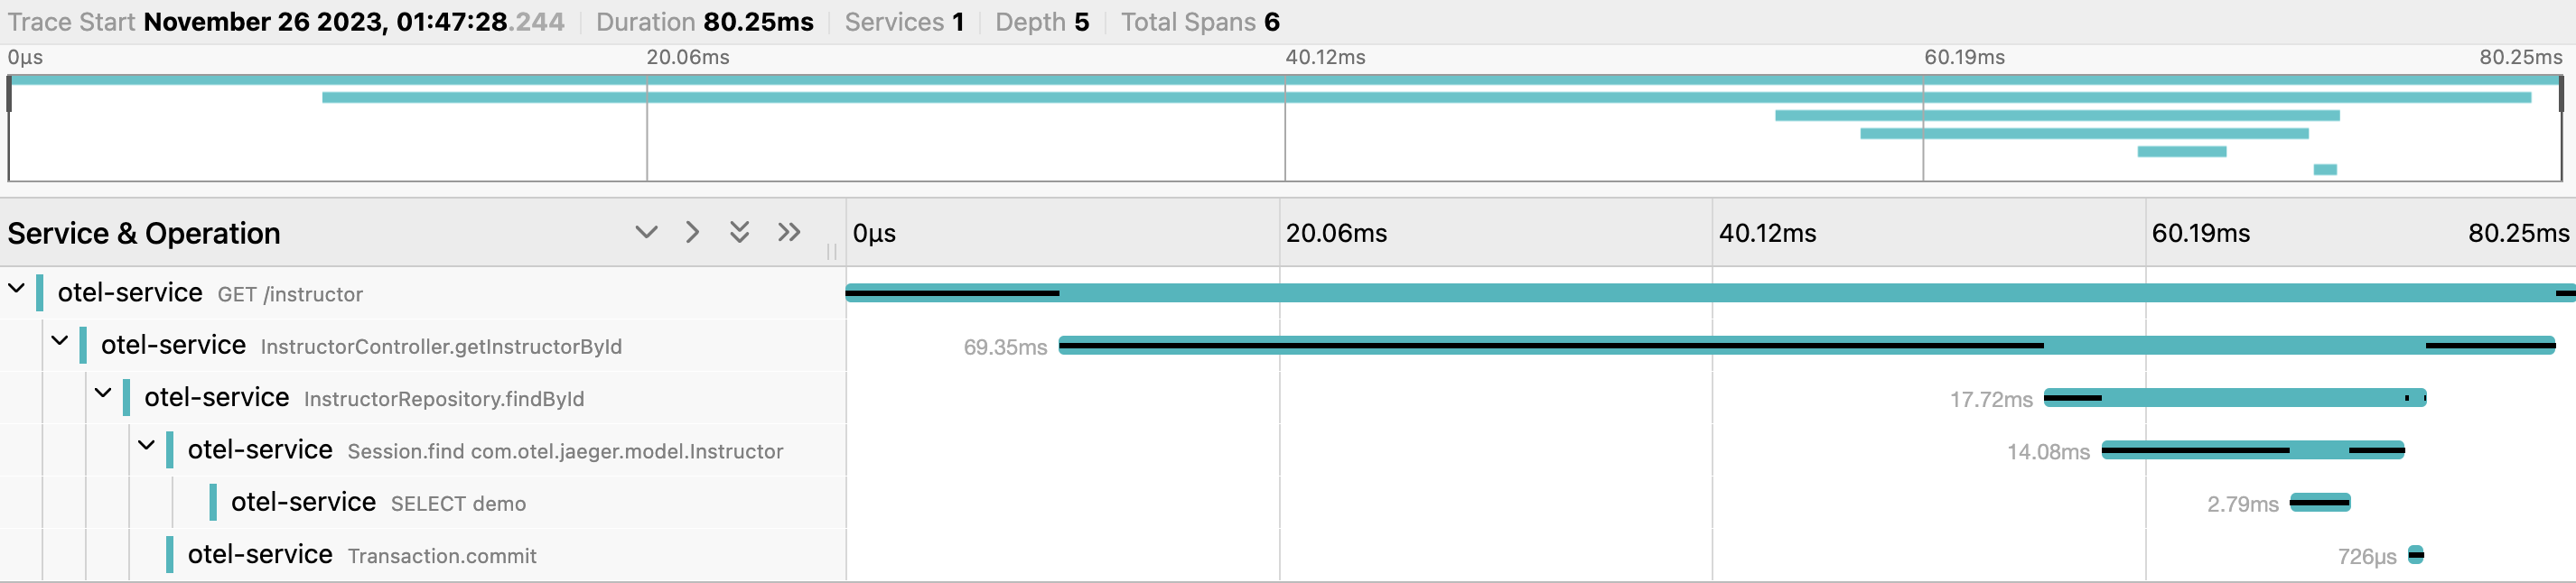 Trace Start November 26 2023, 01:47:28.244 Duration 80.25ms Services 1 Depth 5 Total Spans 6
0μs 20.06ms 40.12ms 60.19ms 80.25ms
Service & Operation 0μs 20.06ms 40.12ms 60.19ms 80.25ms
otel-service GET /instructor
otel-service InstructorController.getInstructorById 69.35ms
otel-service InstructorRepository.findById 17.72ms
otel-service Session.find com.otel.jaeger.model.Instructor 14.08ms
otel-service SELECT demo 2.79ms
otel-service Transaction.commit 726μs